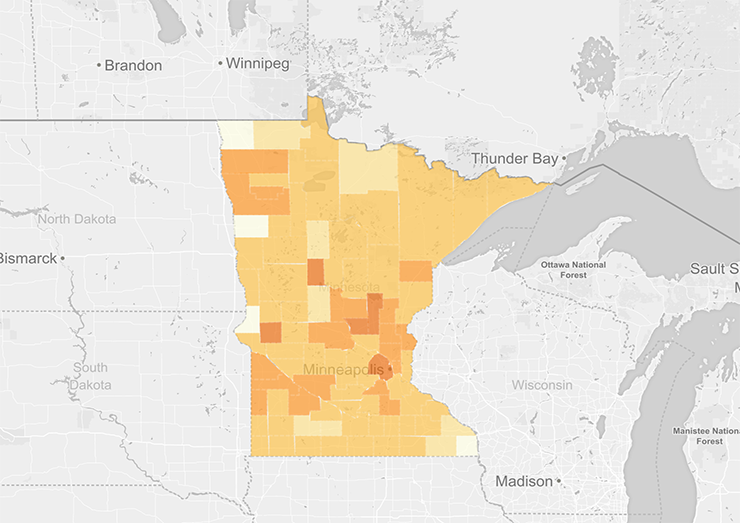 Brandon
Winnipeg
Thunder Bay
North Dakota
Bismarck
Ottawa National
Forest
Sault S
M
Minnesota
South
Dakota
Minneapolis
Wisconsin
Manistee Nationa
Forest
Madison